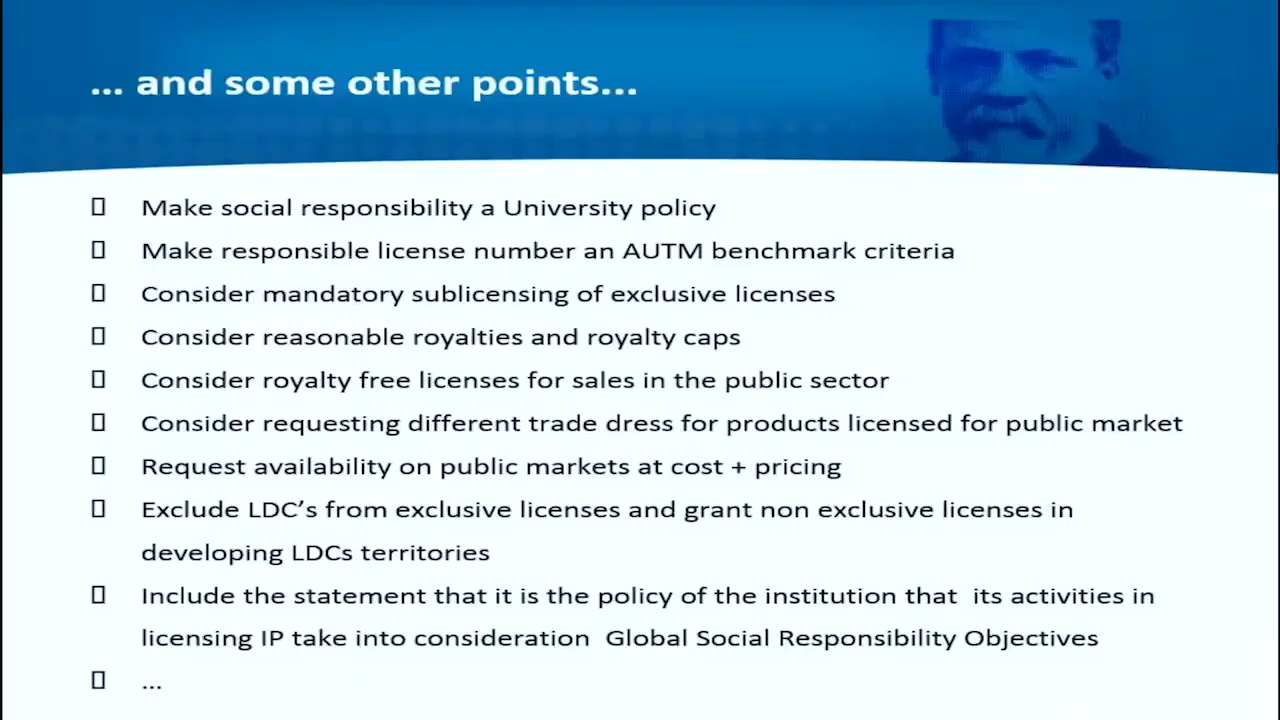 ... and some other points...
Make social responsibility a University policy
Make responsible license number an AUTM benchmark criteria
Consider mandatory sublicensing of exclusive licenses
Consider reasonable royalties and royalty caps
Consider royalty free licenses for sales in the public sector
Consider requesting different trade dress for products licensed for public market
Request availability on public markets at cost + pricing
Exclude LDC’s from exclusive licenses and grant non exclusive licenses in
developing LDCs territories
Include the statement that it is the policy of the institution that its activities in
licensing IP take into consideration Global Social Responsibility Objectives
...